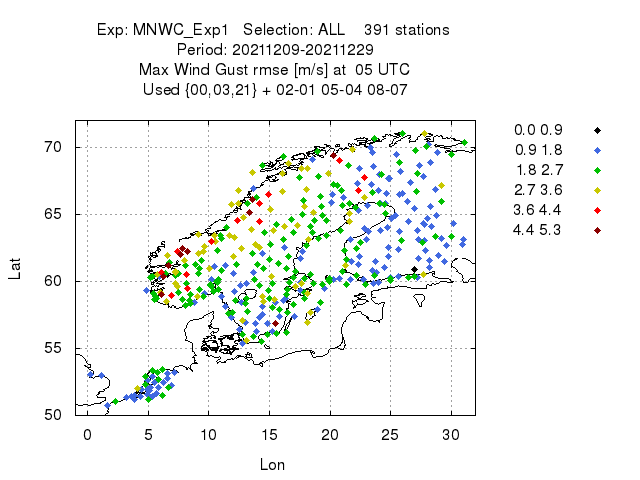 Exp: MNWC_Exp1 Selection: ALL 391 stations
Period: 20211209-20211229
Max Wind Gust rmse [m/s] at 05 UTC
Used {00,03,21} + 02-01 05-04 08-07
0.0 0.9
0.9 1.8
1.8 2.7
2.7 3.6
3.6 4.4
4.4 5.3
70
65
60
55
50
Lat
0 5 10 15 20 25 30
Lon